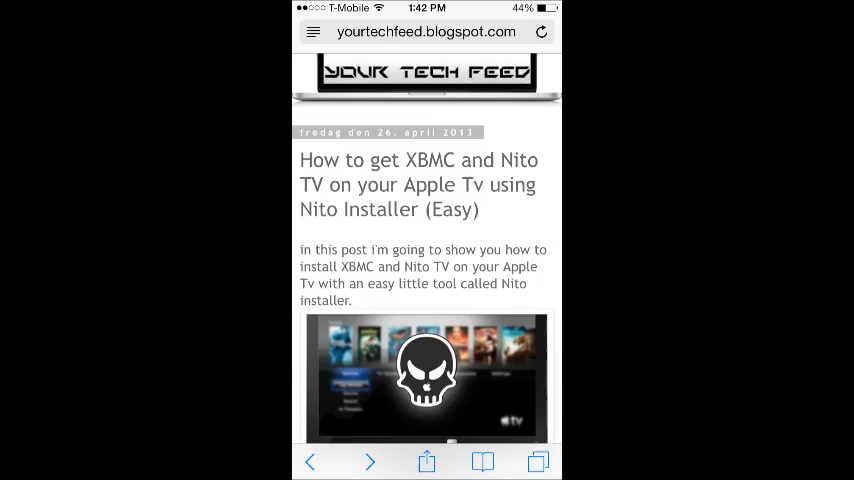 T-Mobile 1:42 PM 44%
yourtechfeed.blogspot.com
YOUR TECH FEED
fredag den 26. april 2013
How to get XBMC and Nito
TV on your Apple Tv using
Nito Installer (Easy)
in this post i'm going to show you how to
install XBMC and Nito TV on your Apple
Tv with an easy little tool called Nito
installer.
tv